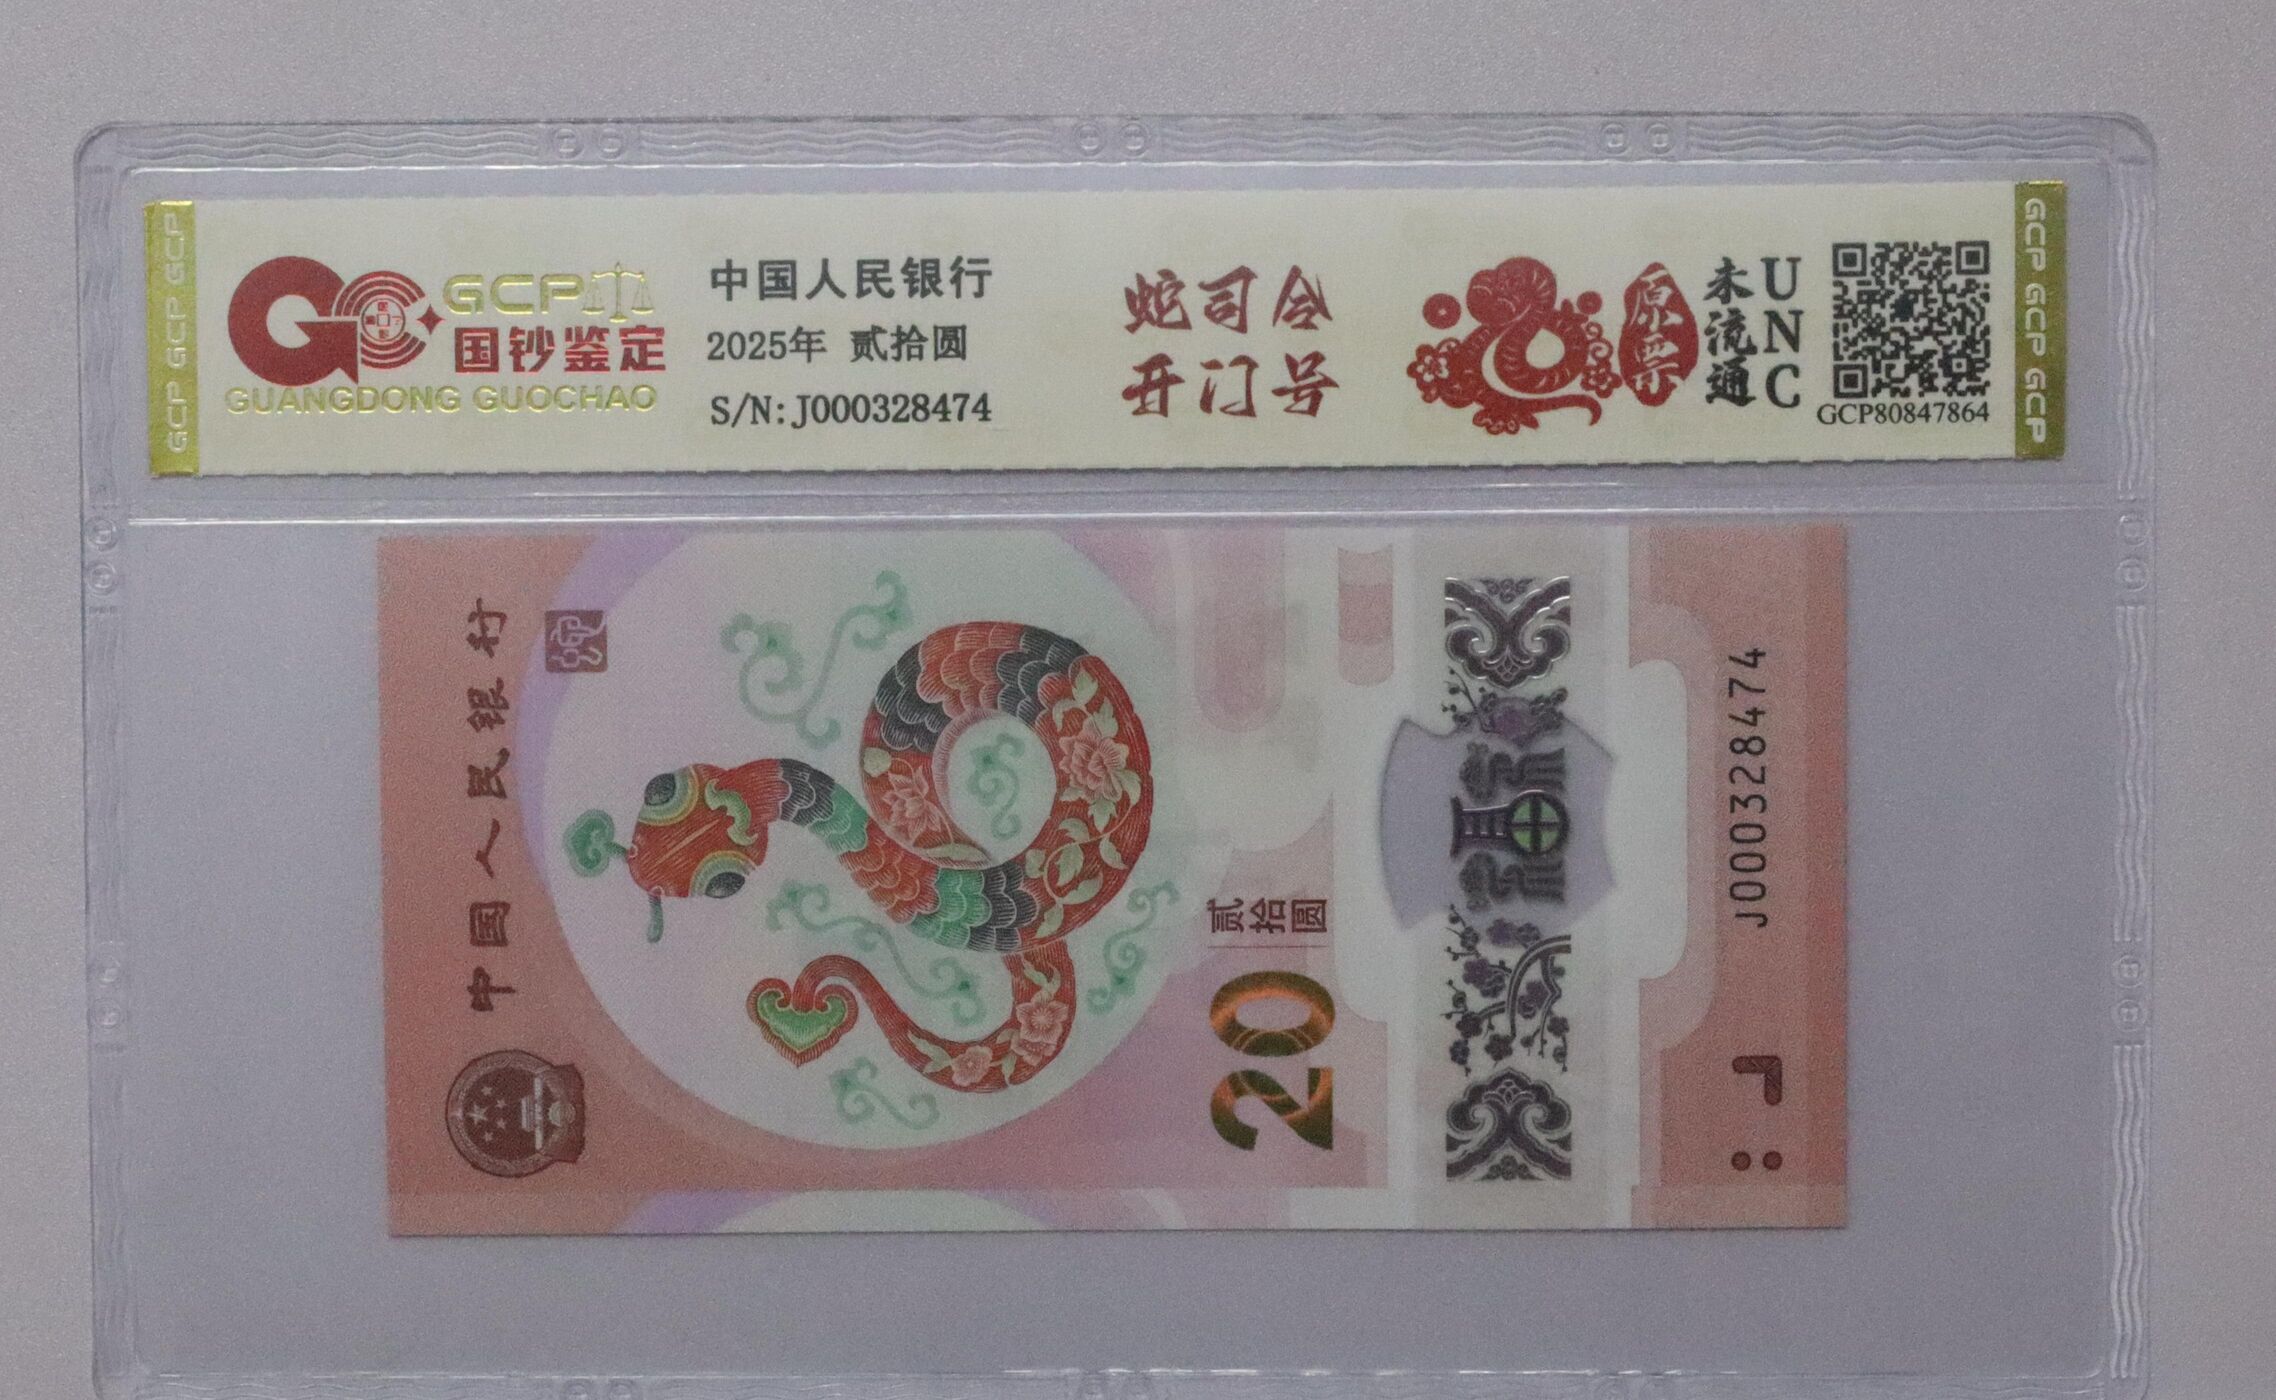 GCP GCP GCP
GCP
国钞鉴定
GUANGDONG GUOCHAO
中国人民银行
2025年 贰拾圆
S/N:J000328474
蛇司令
开门号
原票
未流通
UNC
GCP80847864
GCP GCP GCP
中国人民银行
贰拾圆
20
J000328474